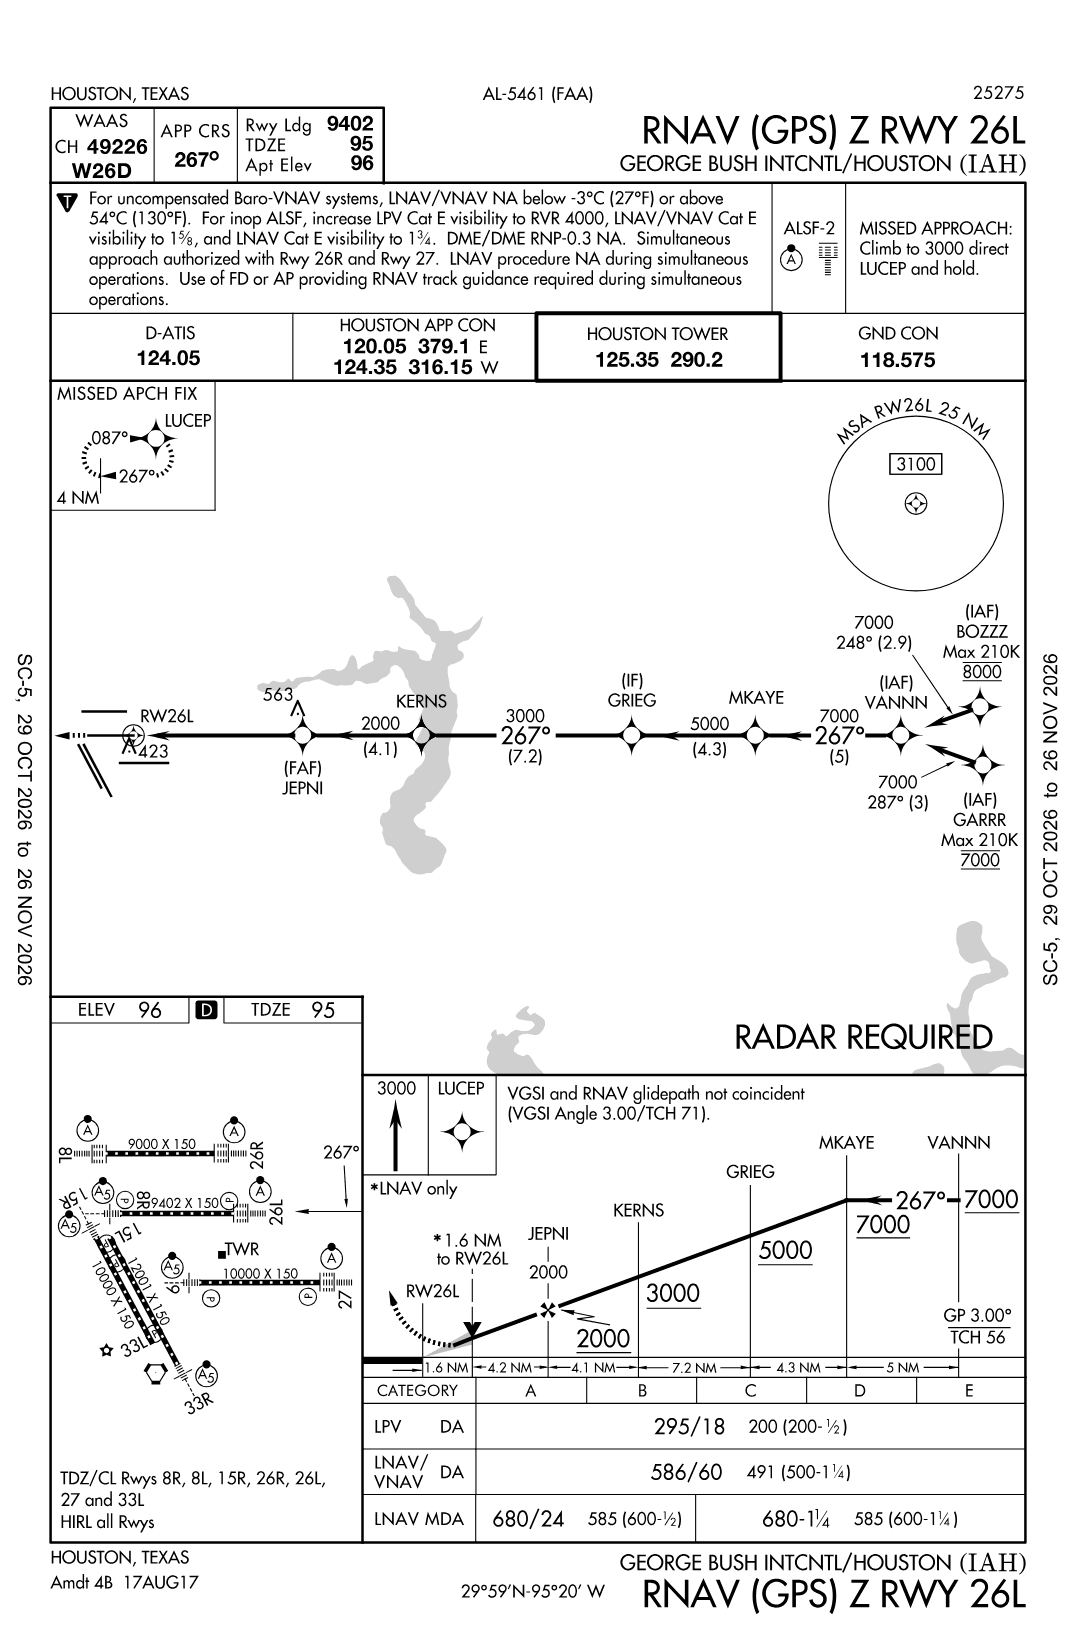 HOUSTON, TEXAS
AL-5461 (FAA)
25275
WAAS
CH 49226
W26D
APP CRS
267°
Rwy Ldg 9402
TDZE 95
Apt Elev 96
RNAV (GPS) Z RWY 26L
GEORGE BUSH INTCNTL/HOUSTON (IAH)
T
For uncompensated Baro-VNAV systems, LNAV/VNAV NA below -3°C (27°F) or above
54°C (130°F). For inop ALSF, increase LPV Cat E visibility to RVR 4000, LNAV/VNAV Cat E
visibility to 1⅝, and LNAV Cat E visibility to 1¾. DME/DME RNP-0.3 NA. Simultaneous
approach authorized with Rwy 26R and Rwy 27. LNAV procedure NA during simultaneous
operations. Use of FD or AP providing RNAV track guidance required during simultaneous
operations.
ALSF-2
A
MISSED APPROACH:
Climb to 3000 direct
LUCEP and hold.
D-ATIS
124.05
HOUSTON APP CON
120.05 379.1 E
124.35 316.15 W
HOUSTON TOWER
125.35 290.2
GND CON
118.575
MISSED APCH FIX
LUCEP
087°
267°
4 NM
MSA RW26L 25 NM
3100
7000
248° (2.9)
(IAF)
BOZZZ
Max 210K
8000
(IAF)
VANNN
563
KERNS
(IF)
GRIEG
MKAYE
RW26L
423
2000
(4.1)
3000
267°
(7.2)
5000
(4.3)
7000
267°
(5)
(FAF)
JEPNI
7000
287° (3)
(IAF)
GARRR
Max 210K
7000
SC-5, 29 OCT 2026 to 26 NOV 2026
SC-5, 29 OCT 2026 to 26 NOV 2026
RADAR REQUIRED
ELEV 96
D
TDZE 95
A
A
8L
9000 X 150
26R
267°
15R
A5
P
8R
9402 X 150
P
A
26L
A5
15L
P
P
TWR
A
A5
9
10000 X 150
27
P
P
10000 X 150
12001 X 150
P
33L
A5
33R
TDZ/CL Rwys 8R, 8L, 15R, 26R, 26L,
27 and 33L
HIRL all Rwys
3000
LUCEP
VGSI and RNAV glidepath not coincident
(VGSI Angle 3.00/TCH 71).
*LNAV only
MKAYE
VANNN
GRIEG
KERNS
JEPNI
*1.6 NM
to RW26L
RW26L
2000
2000
3000
5000
7000
267°
7000
GP 3.00°
TCH 56
1.6 NM
4.2 NM
4.1 NM
7.2 NM
4.3 NM
5 NM
CATEGORY A B C D E
LPV DA 295/18 200 (200-½)
LNAV/
VNAV DA 586/60 491 (500-1¼)
LNAV MDA 680/24 585 (600-½) 680-1¼ 585 (600-1¼)
HOUSTON, TEXAS
Amdt 4B 17AUG17
29°59'N-95°20' W
GEORGE BUSH INTCNTL/HOUSTON (IAH)
RNAV (GPS) Z RWY 26L